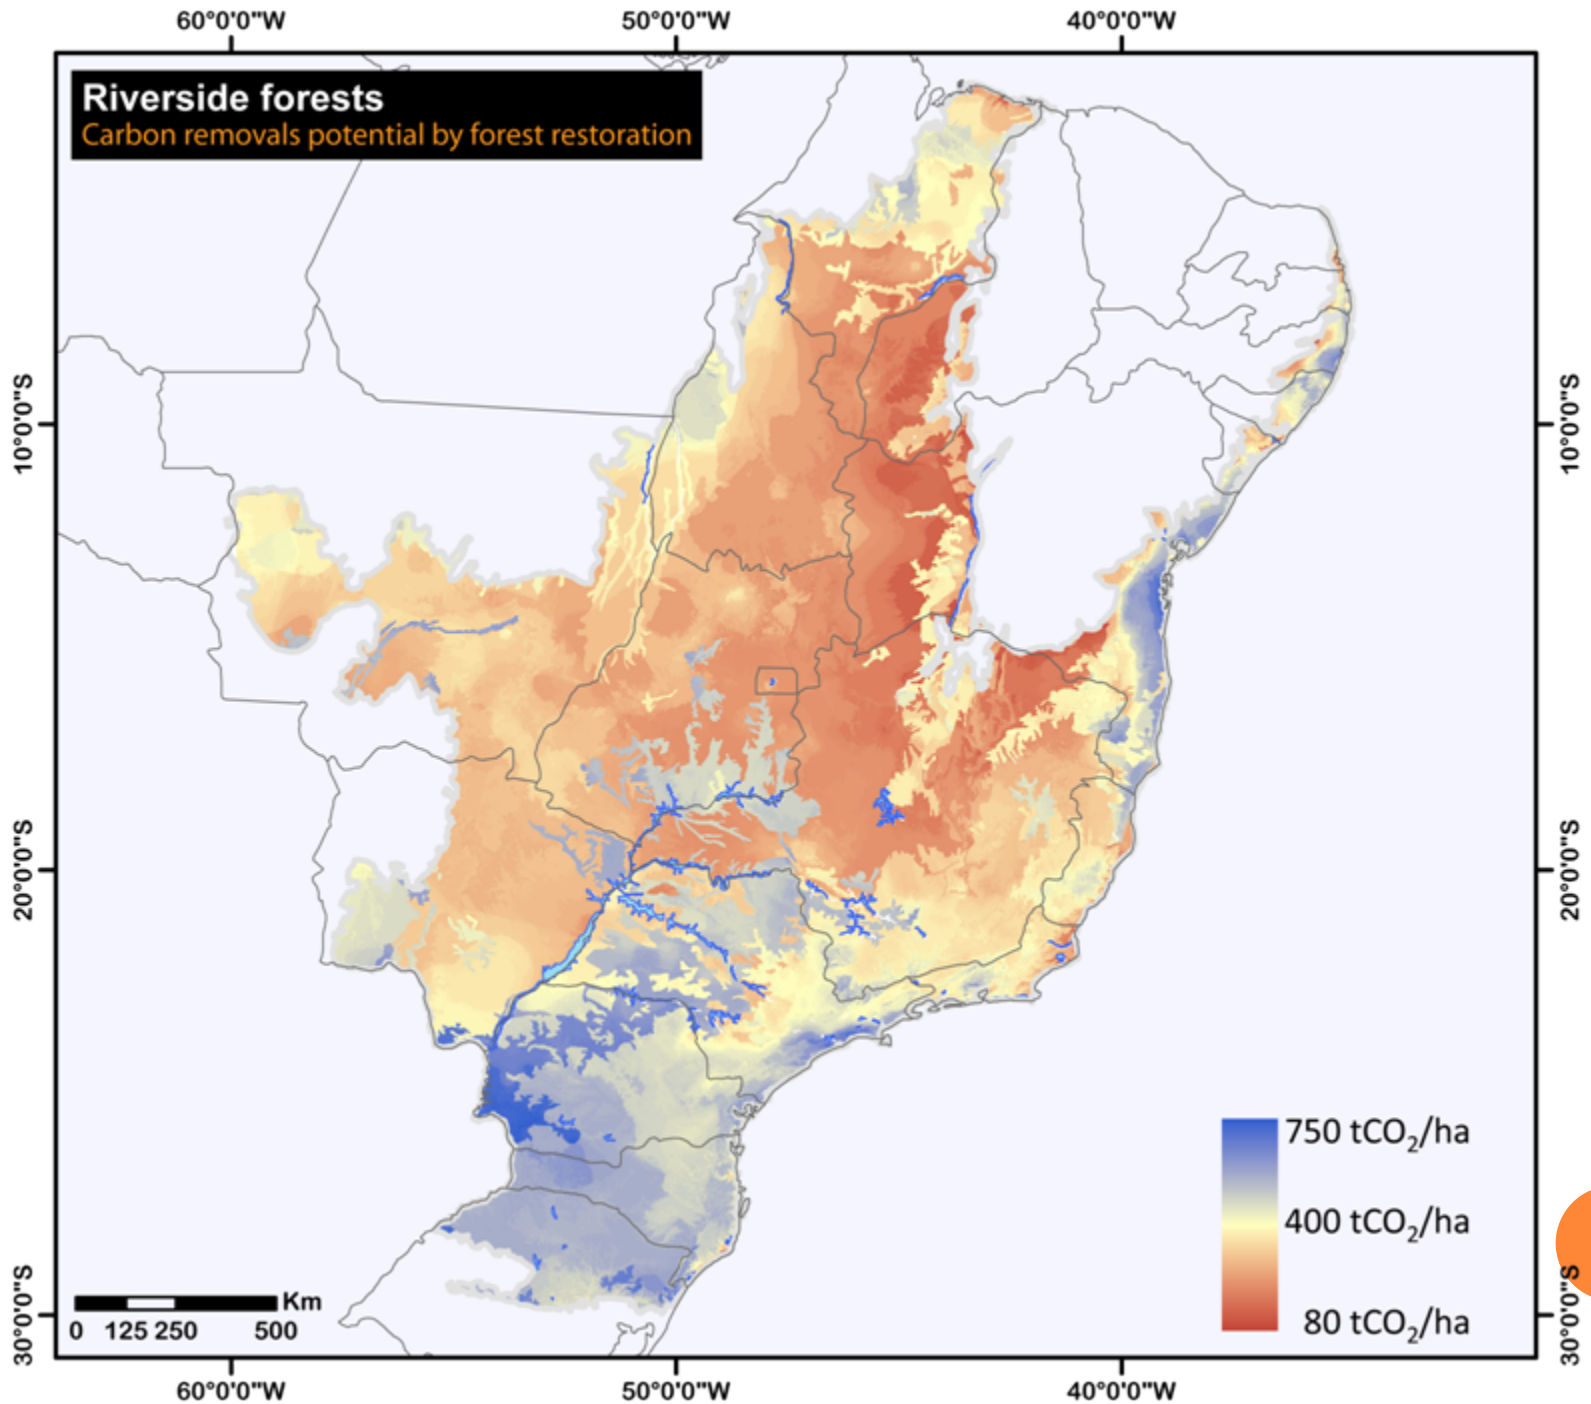 60°0'0"W 50°0'0"W 40°0'0"W
Riverside forests
Carbon removals potential by forest restoration
10°0'0"S 10°0'0"S
20°0'0"S 20°0'0"S
750 tCO₂/ha
400 tCO₂/ha
80 tCO₂/ha
30°0'0"S 30°0'0"S
Km
0 125 250 500
60°0'0"W 50°0'0"W 40°0'0"W